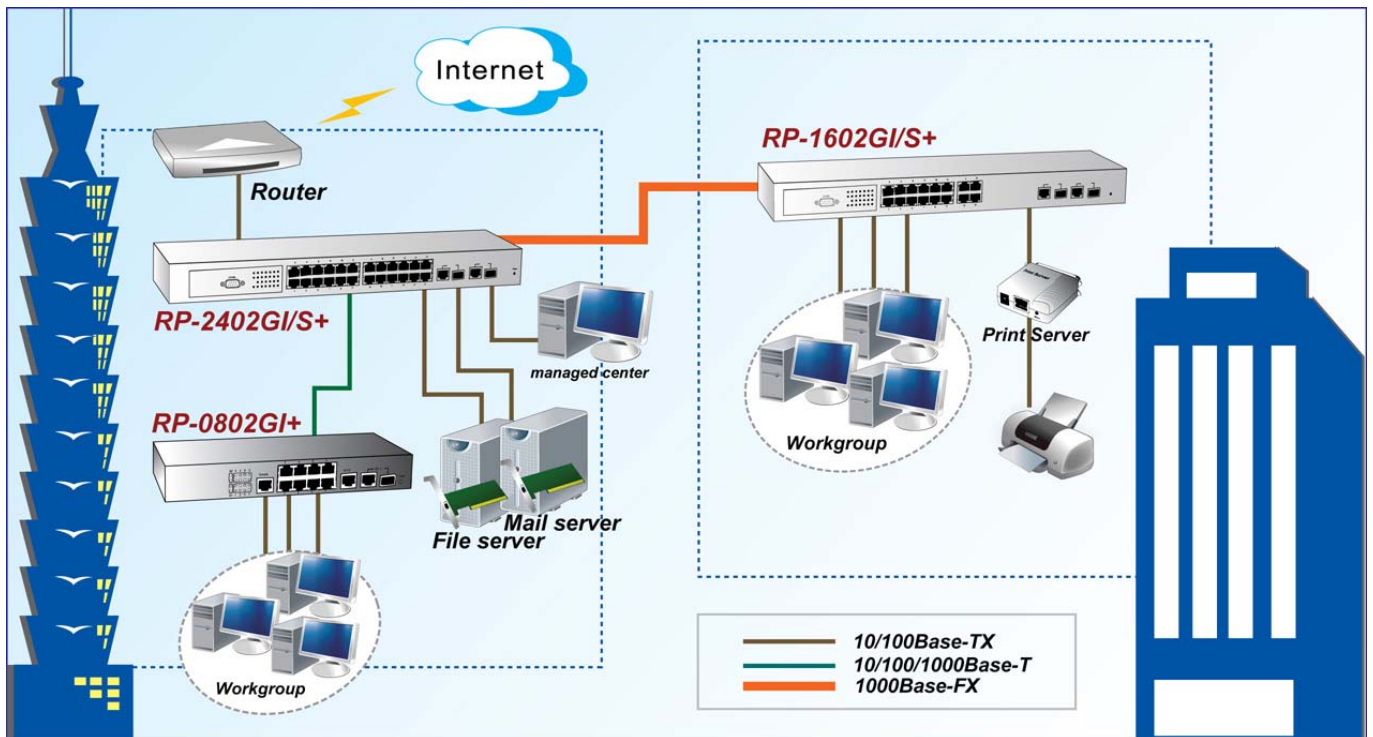 Internet
Router
RP-1602GI/S+
RP-2402GI/S+
managed center
Print Server
RP-0802GI+
Workgroup
Mail server
File server
Workgroup
10/100Base-TX
10/100/1000Base-T
1000Base-FX